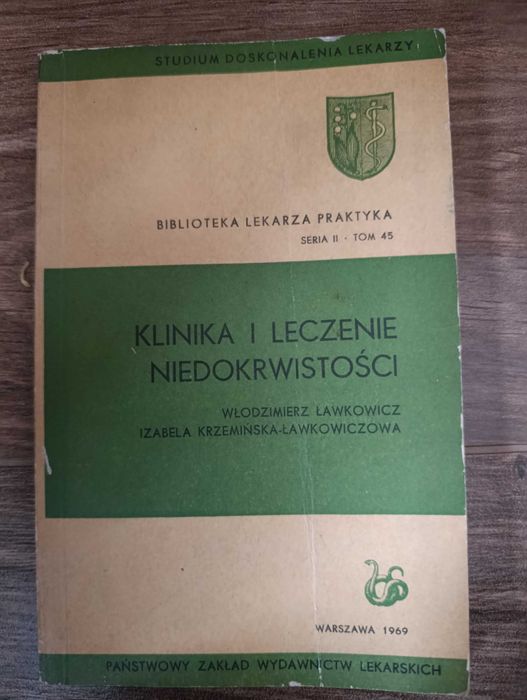 STUDIUM DOSKONALENIA LEKARZY
BIBLIOTEKA LEKARZA PRAKTYKA
SERIA II · TOM 45
KLINIKA I LECZENIE
NIEDOKRWISTOŚCI
WŁODZIMIERZ ŁAWKOWICZ
IZABELA KRZEMIŃSKA-ŁAWKOWICZOWA
WARSZAWA 1969
PAŃSTWOWY ZAKŁAD WYDAWNICTW LEKARSKICH